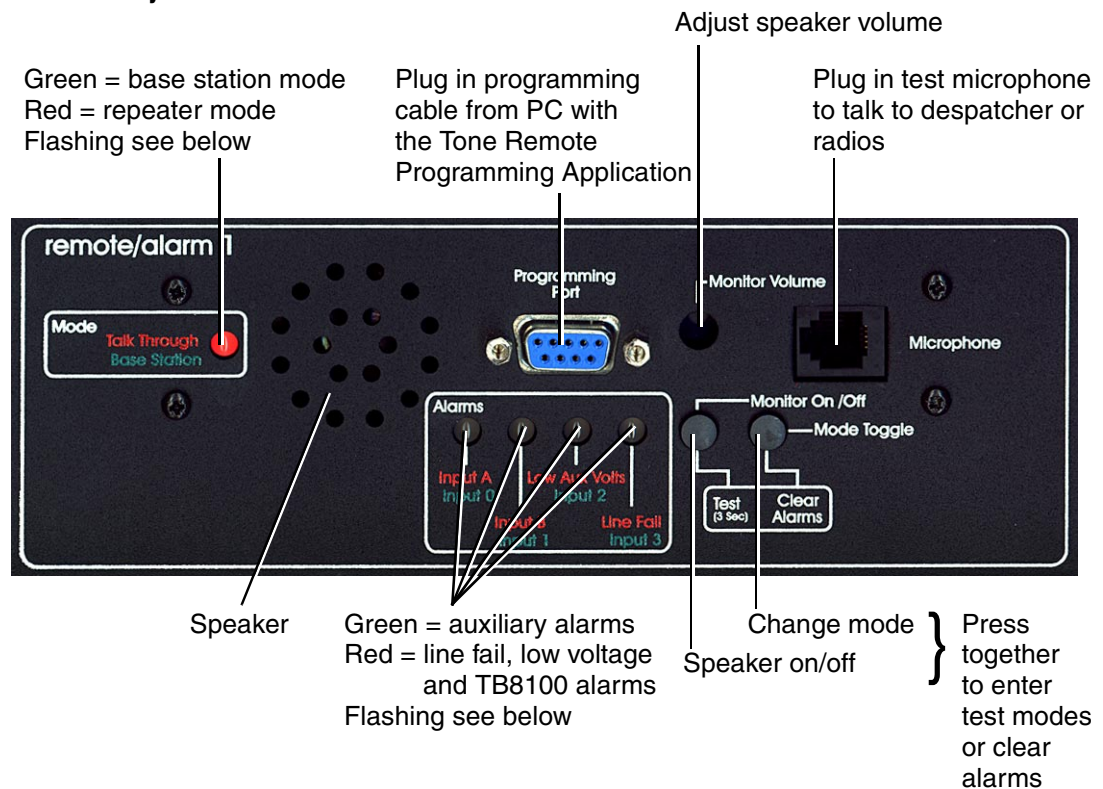 Adjust speaker volume
Green = base station mode
Red = repeater mode
Flashing see below
Plug in programming
cable from PC with
the Tone Remote
Programming Application
Plug in test microphone
to talk to despatcher or
radios
remote/alarm 1
Mode
Talk Through
Base Station
Programming
Port
Monitor Volume
Microphone
Alarms
Input A
Input 0
Low Aux Volts
Input 2
Input B
Input 1
Line Fail
Input 3
Monitor On /Off
Mode Toggle
Test
(3 Sec)
Clear
Alarms
Speaker
Green = auxiliary alarms
Red = line fail, low voltage
and TB8100 alarms
Flashing see below
Change mode
Speaker on/off
}
Press
together
to enter
test modes
or clear
alarms